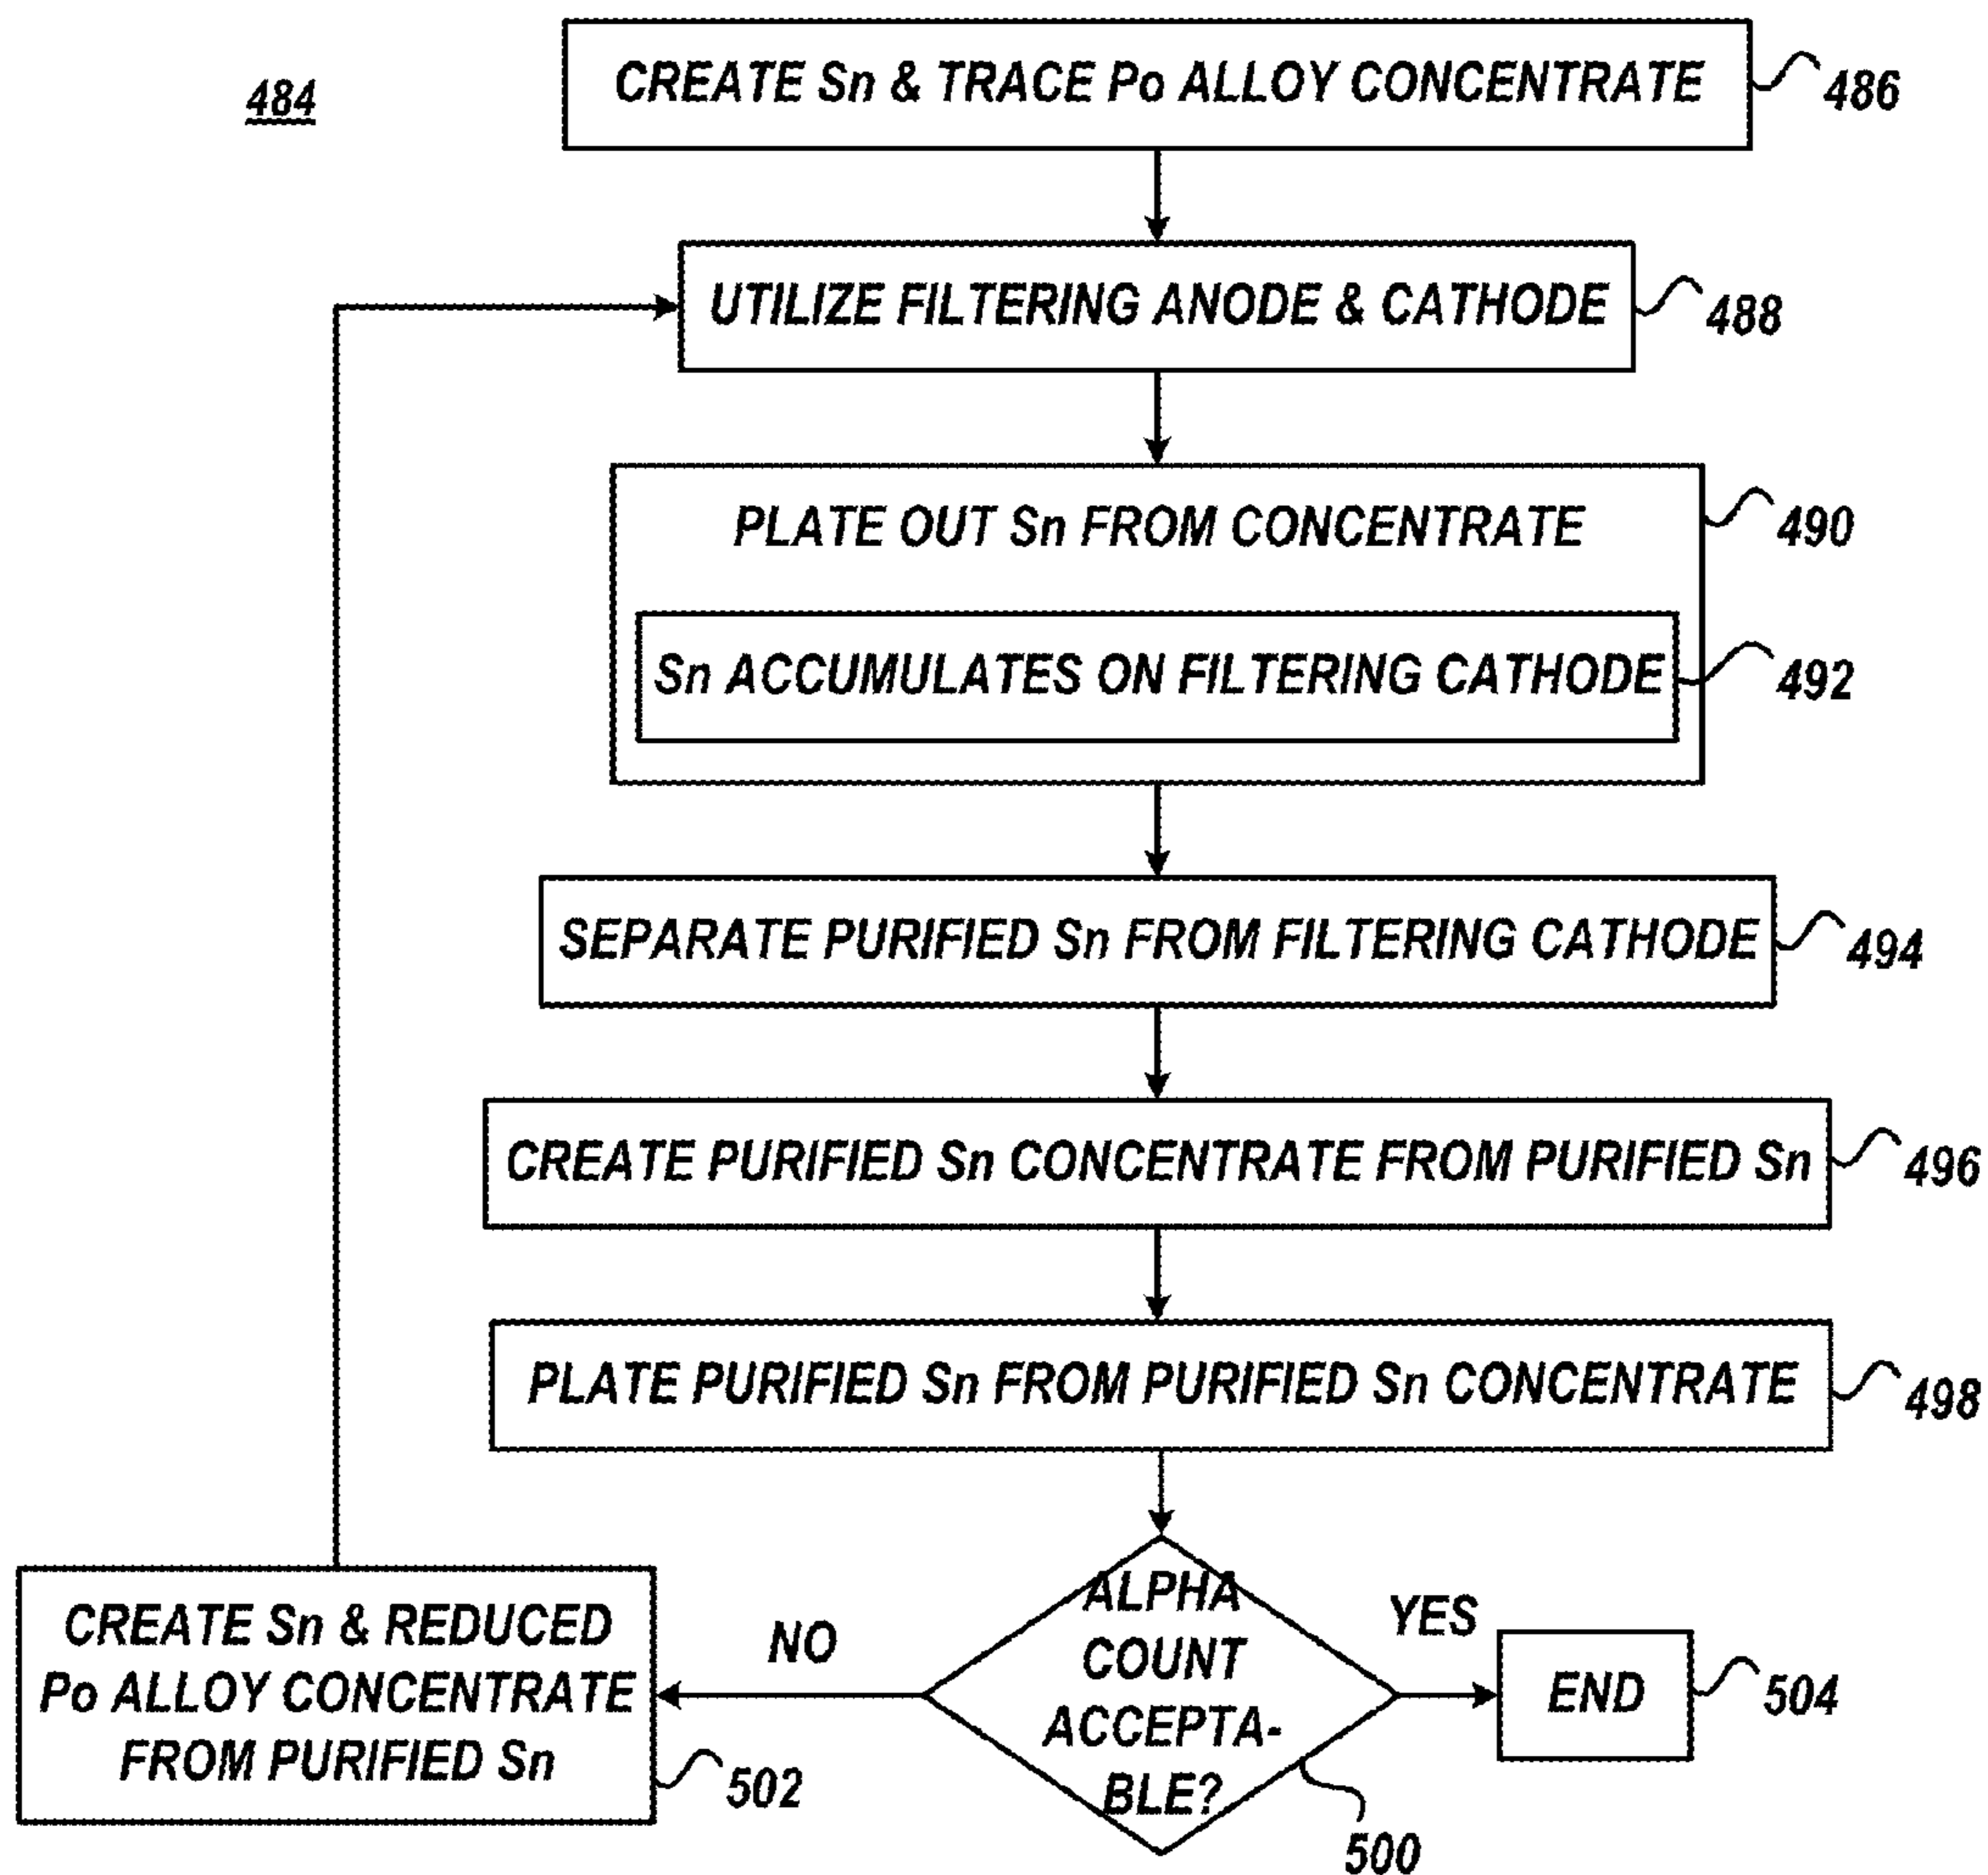 484
CREATE Sn & TRACE Po ALLOY CONCENTRATE
486
UTILIZE FILTERING ANODE & CATHODE
488
PLATE OUT Sn FROM CONCENTRATE
490
Sn ACCUMULATES ON FILTERING CATHODE
492
SEPARATE PURIFIED Sn FROM FILTERING CATHODE
494
CREATE PURIFIED Sn CONCENTRATE FROM PURIFIED Sn
496
PLATE PURIFIED Sn FROM PURIFIED Sn CONCENTRATE
498
ALPHA
COUNT
ACCEPTA-
BLE?
500
NO
CREATE Sn & REDUCED
Po ALLOY CONCENTRATE
FROM PURIFIED Sn
502
YES
END
504